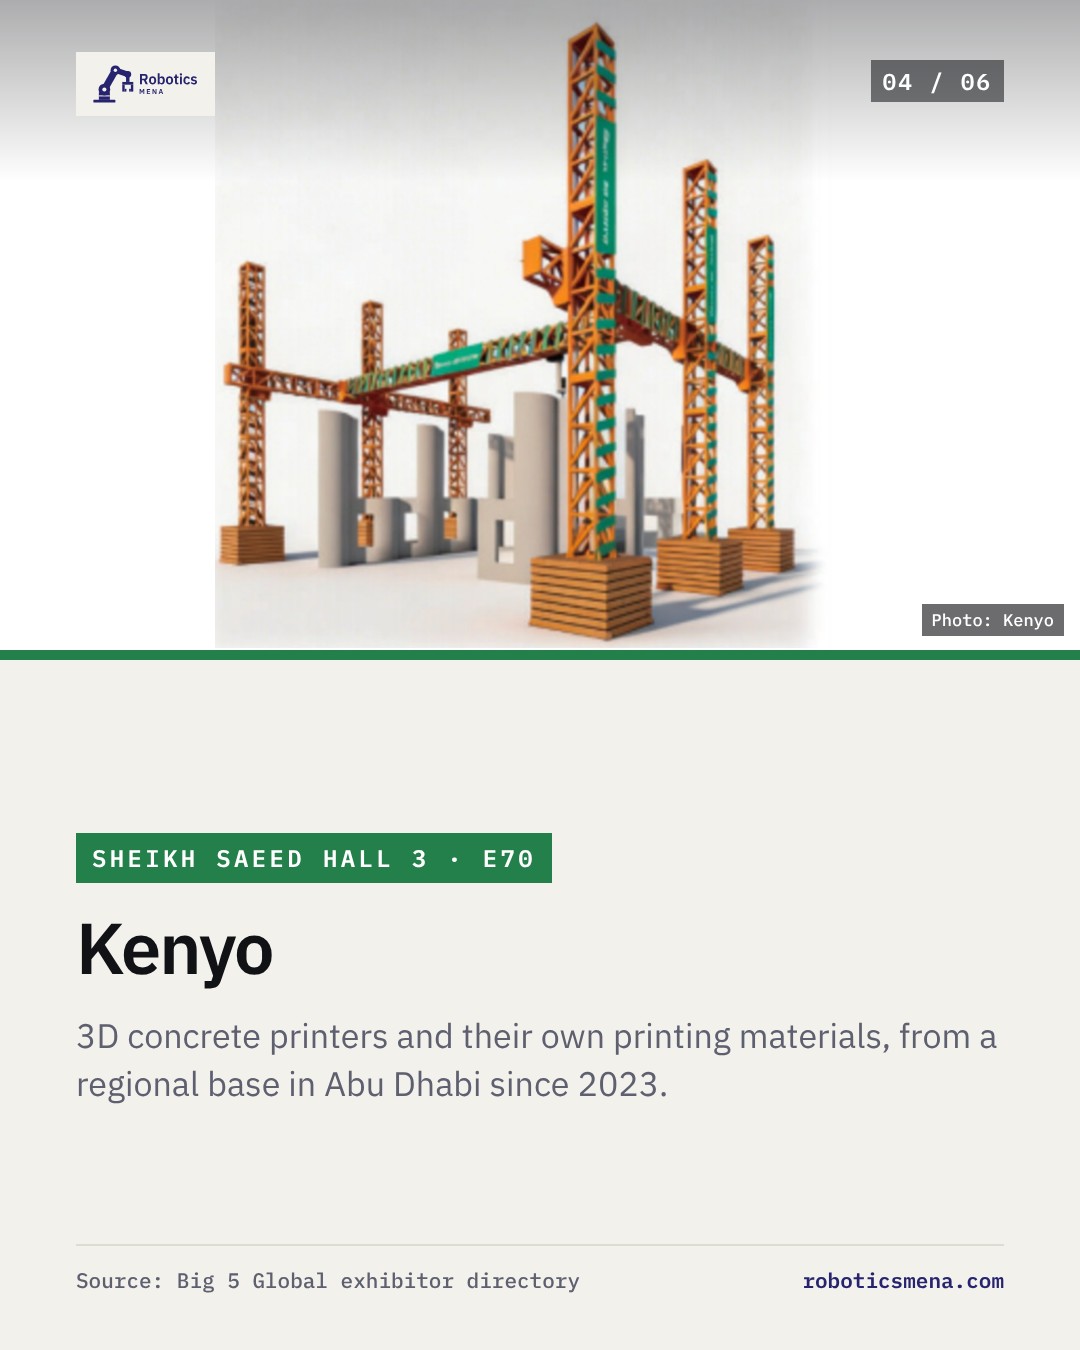 Robotics
MENA
04 / 06
Photo: Kenyo
SHEIKH SAEED HALL 3 · E70
Kenyo
3D concrete printers and their own printing materials, from a
regional base in Abu Dhabi since 2023.
Source: Big 5 Global exhibitor directory
roboticsmena.com